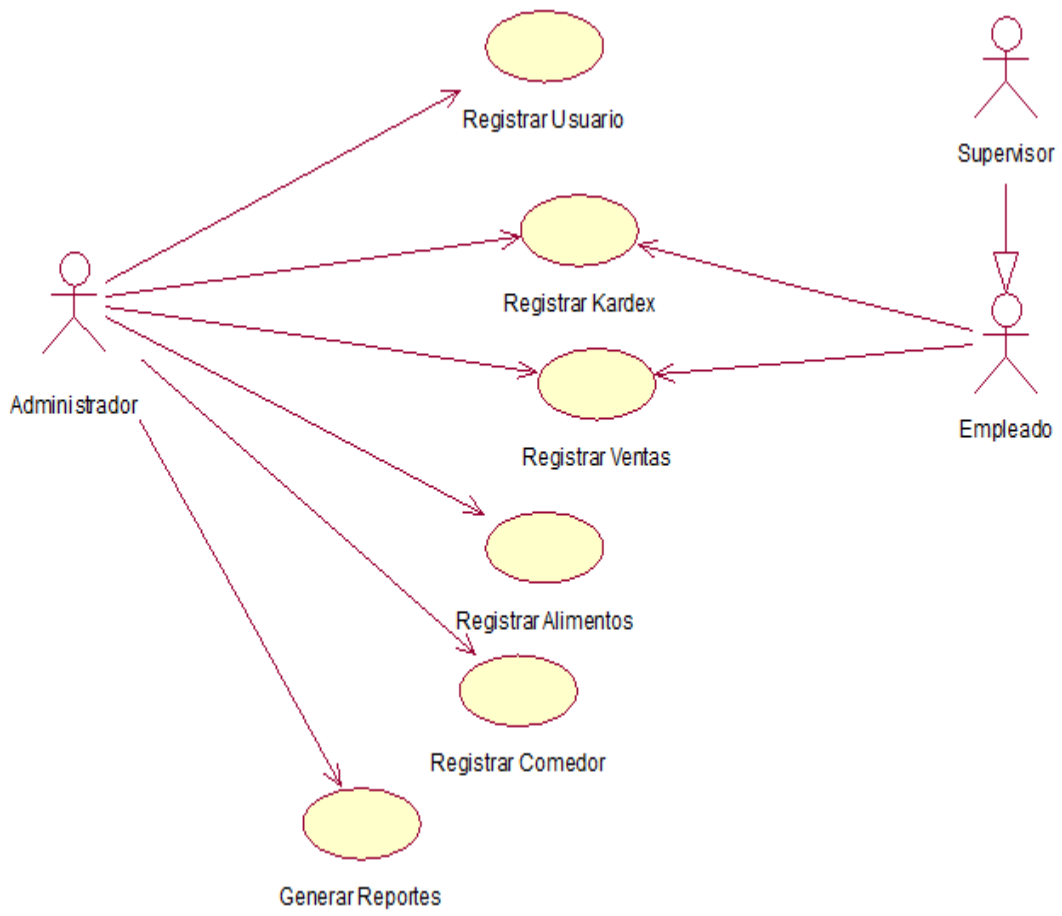 Registrar Usuario
Supervisor
Registrar Kardex
Administrador
Empleado
Registrar Ventas
Registrar Alimentos
Registrar Comedor
Generar Reportes